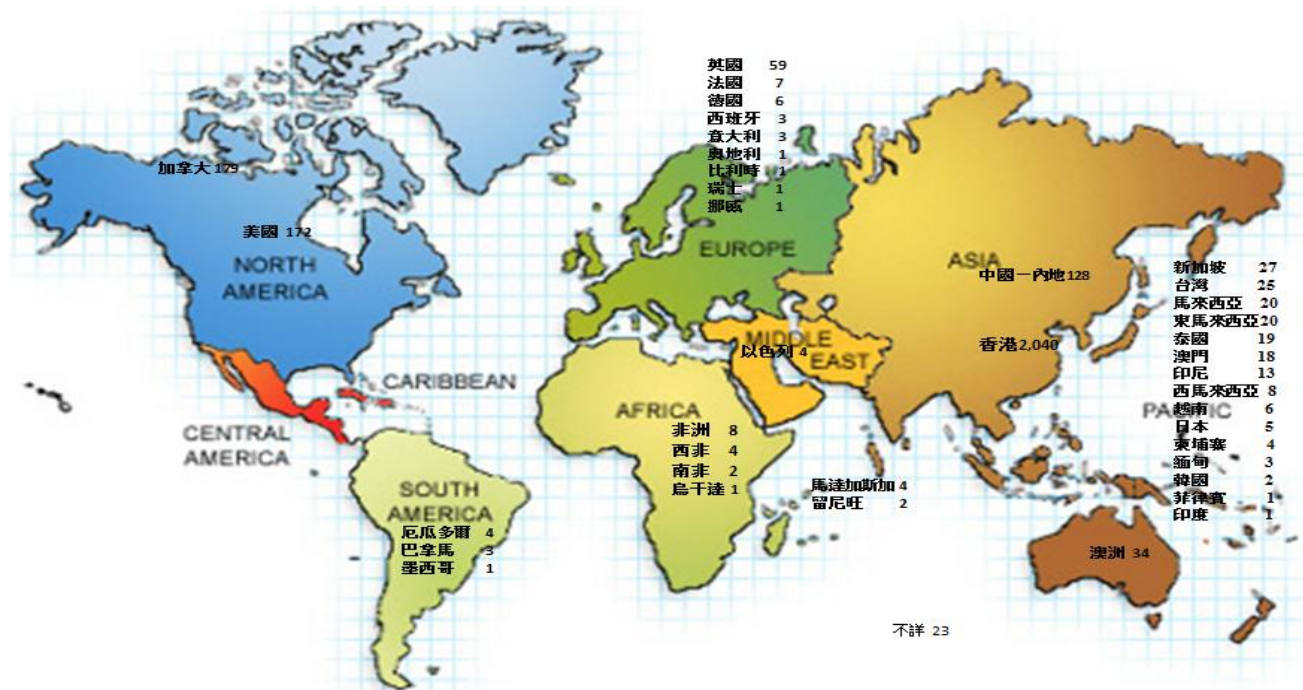 英國 59
法國 7
德國 6
西班牙 3
意大利 3
奧地利 1
比利時 1
瑞士 1
挪威 1
加拿大 179
美國 172
NORTH
AMERICA
EUROPE
ASIA
中國－內地 128
香港 2,040
MIDDLE
EAST
以色列 4
新加坡 27
台灣 25
馬來西亞 20
東馬來西亞 20
泰國 19
澳門 18
印尼 13
西馬來西亞 8
越南 6
日本 5
柬埔寨 4
緬甸 3
韓國 2
菲律賓 1
印度 1
PACIFIC
CARIBBEAN
CENTRAL
AMERICA
AFRICA
非洲 8
西非 4
南非 2
烏干達 1
馬達加斯加 4
留尼旺 2
SOUTH
AMERICA
厄瓜多爾 4
巴拿馬 3
墨西哥 1
澳洲 34
不詳 23